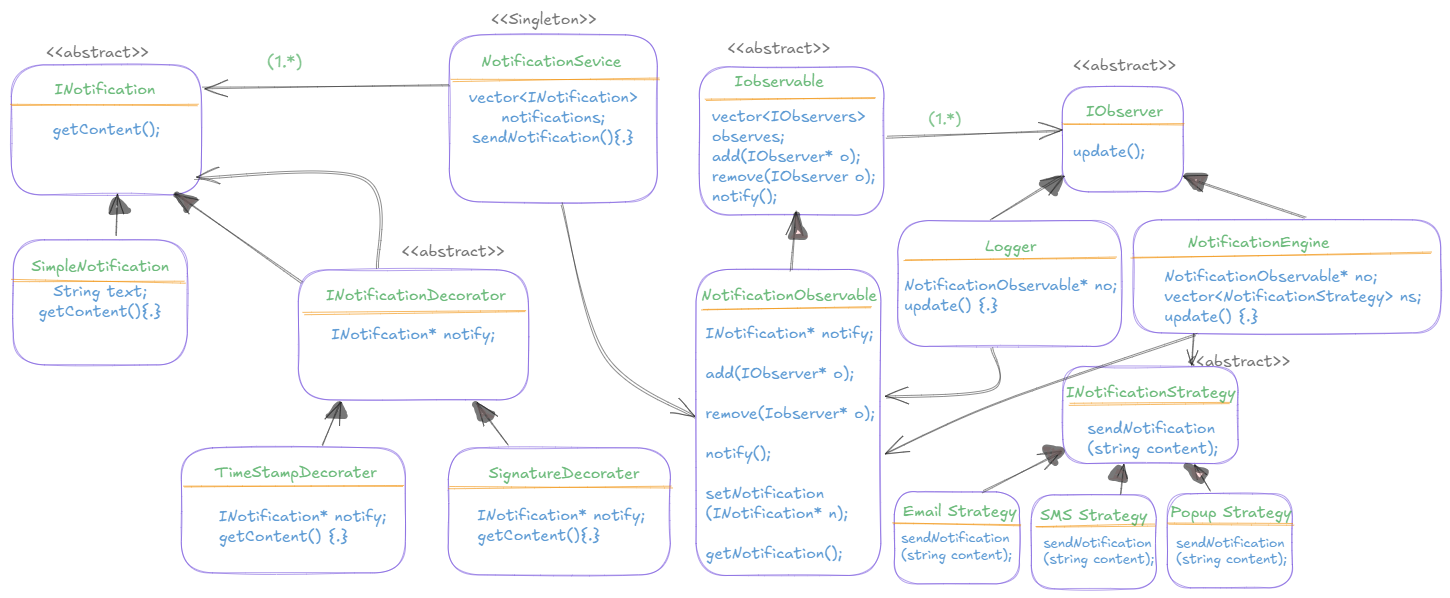 <<abstract>>
INotification
getContent();
(1.*)
<<Singleton>>
NotificationSevice
vector<INotification>
notifications;
sendNotification(){.}
<<abstract>>
Iobservable
vector<IObservers>
observes;
add(IObserver* o);
remove(IObserver o);
notify();
(1.*)
<<abstract>>
IObserver
update();
SimpleNotification
String text;
getContent(){.}
<<abstract>>
INotificationDecorator
INotifcation* notify;
TimeStampDecorater
INotification* notify;
getContent() {.}
SignatureDecorater
INotification* notify;
getContent(){.}
NotificationObservable
INotification* notify;
add(IObserver* o);
remove(Iobserver* o);
notify();
setNotification
(INotification* n);
getNotification();
Logger
NotificationObservable* no;
update() {.}
NotificationEngine
NotificationObservable* no;
vector<NotificationStrategy> ns;
update() {.}
<<abstract>>
INotificationStrategy
sendNotification
(string content);
Email Strategy
sendNotification
(string content);
SMS Strategy
sendNotification
(string content);
Popup Strategy
sendNotification
(string content);